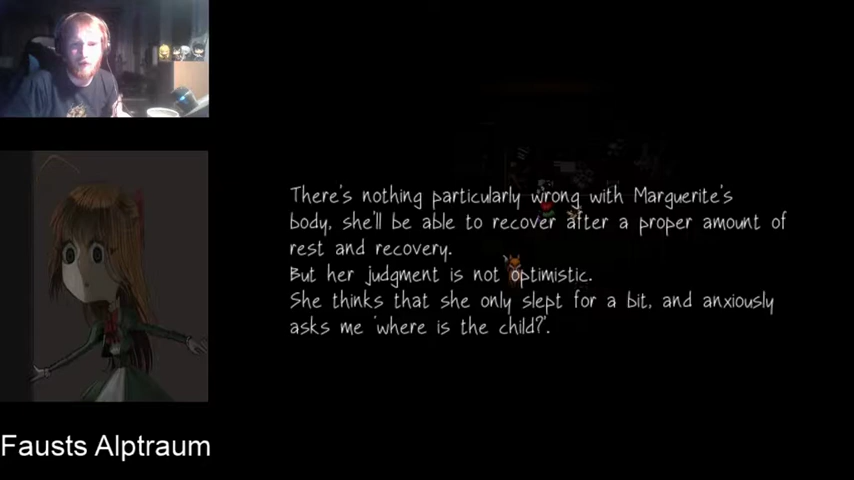 There's nothing particularly wrong with Marguerite's
body, she'll be able to recover after a proper amount of
rest and recovery.
But her judgment is not optimistic.
She thinks that she only slept for a bit, and anxiously
asks me 'where is the child?'.
Fausts Alptraum